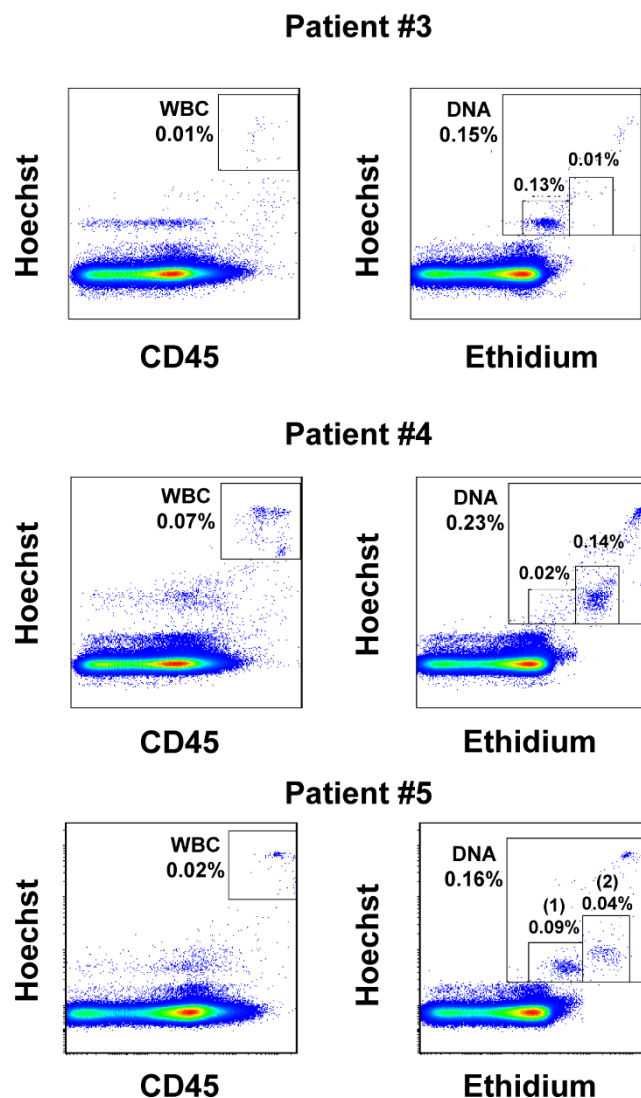 Patient #3
WBC
0.01%
Hoechst
CD45
DNA
0.15%
0.13%
0.01%
Hoechst
Ethidium
Patient #4
WBC
0.07%
Hoechst
CD45
DNA
0.23%
0.02%
0.14%
Hoechst
Ethidium
Patient #5
WBC
0.02%
Hoechst
CD45
DNA
0.16%
(1)
0.09%
(2)
0.04%
Hoechst
Ethidium